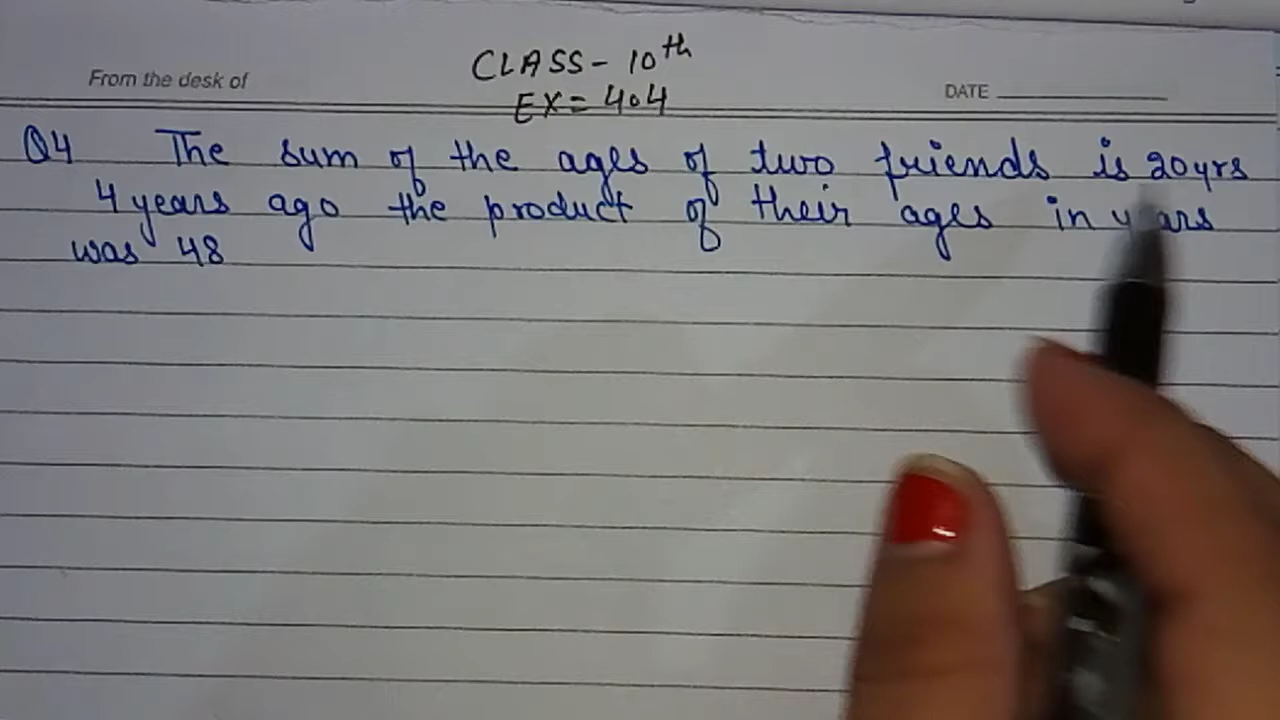 CLASS - 10th
From the desk of
DATE
EX = 4.4
Q4 The sum of the ages of two friends is 20yrs
4 years ago the product of their ages in years
was 48